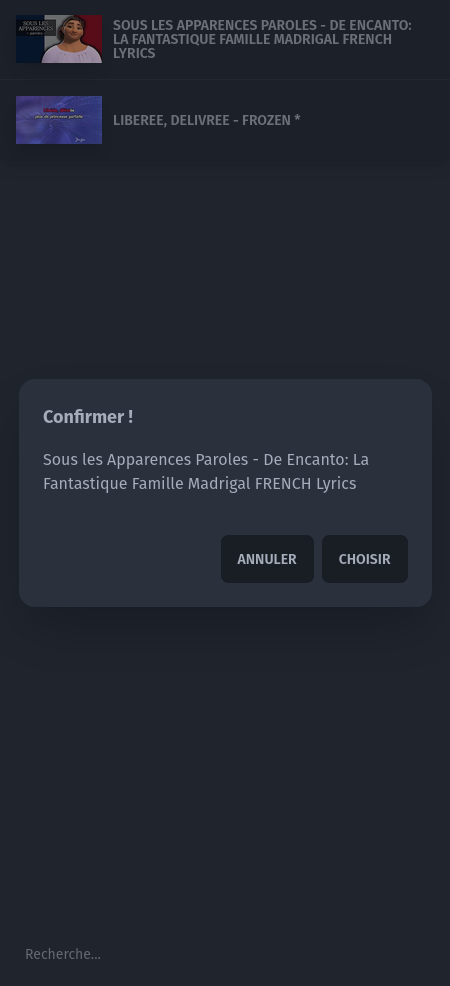 SOUS LES
APPARENCES
SOUS LES APPARENCES PAROLES - DE ENCANTO:
LA FANTASTIQUE FAMILLE MADRIGAL FRENCH
LYRICS
LIBEREE, DELIVREE - FROZEN *
Confirmer !
Sous les Apparences Paroles - De Encanto: La
Fantastique Famille Madrigal FRENCH Lyrics
ANNULER
CHOISIR
Recherche...